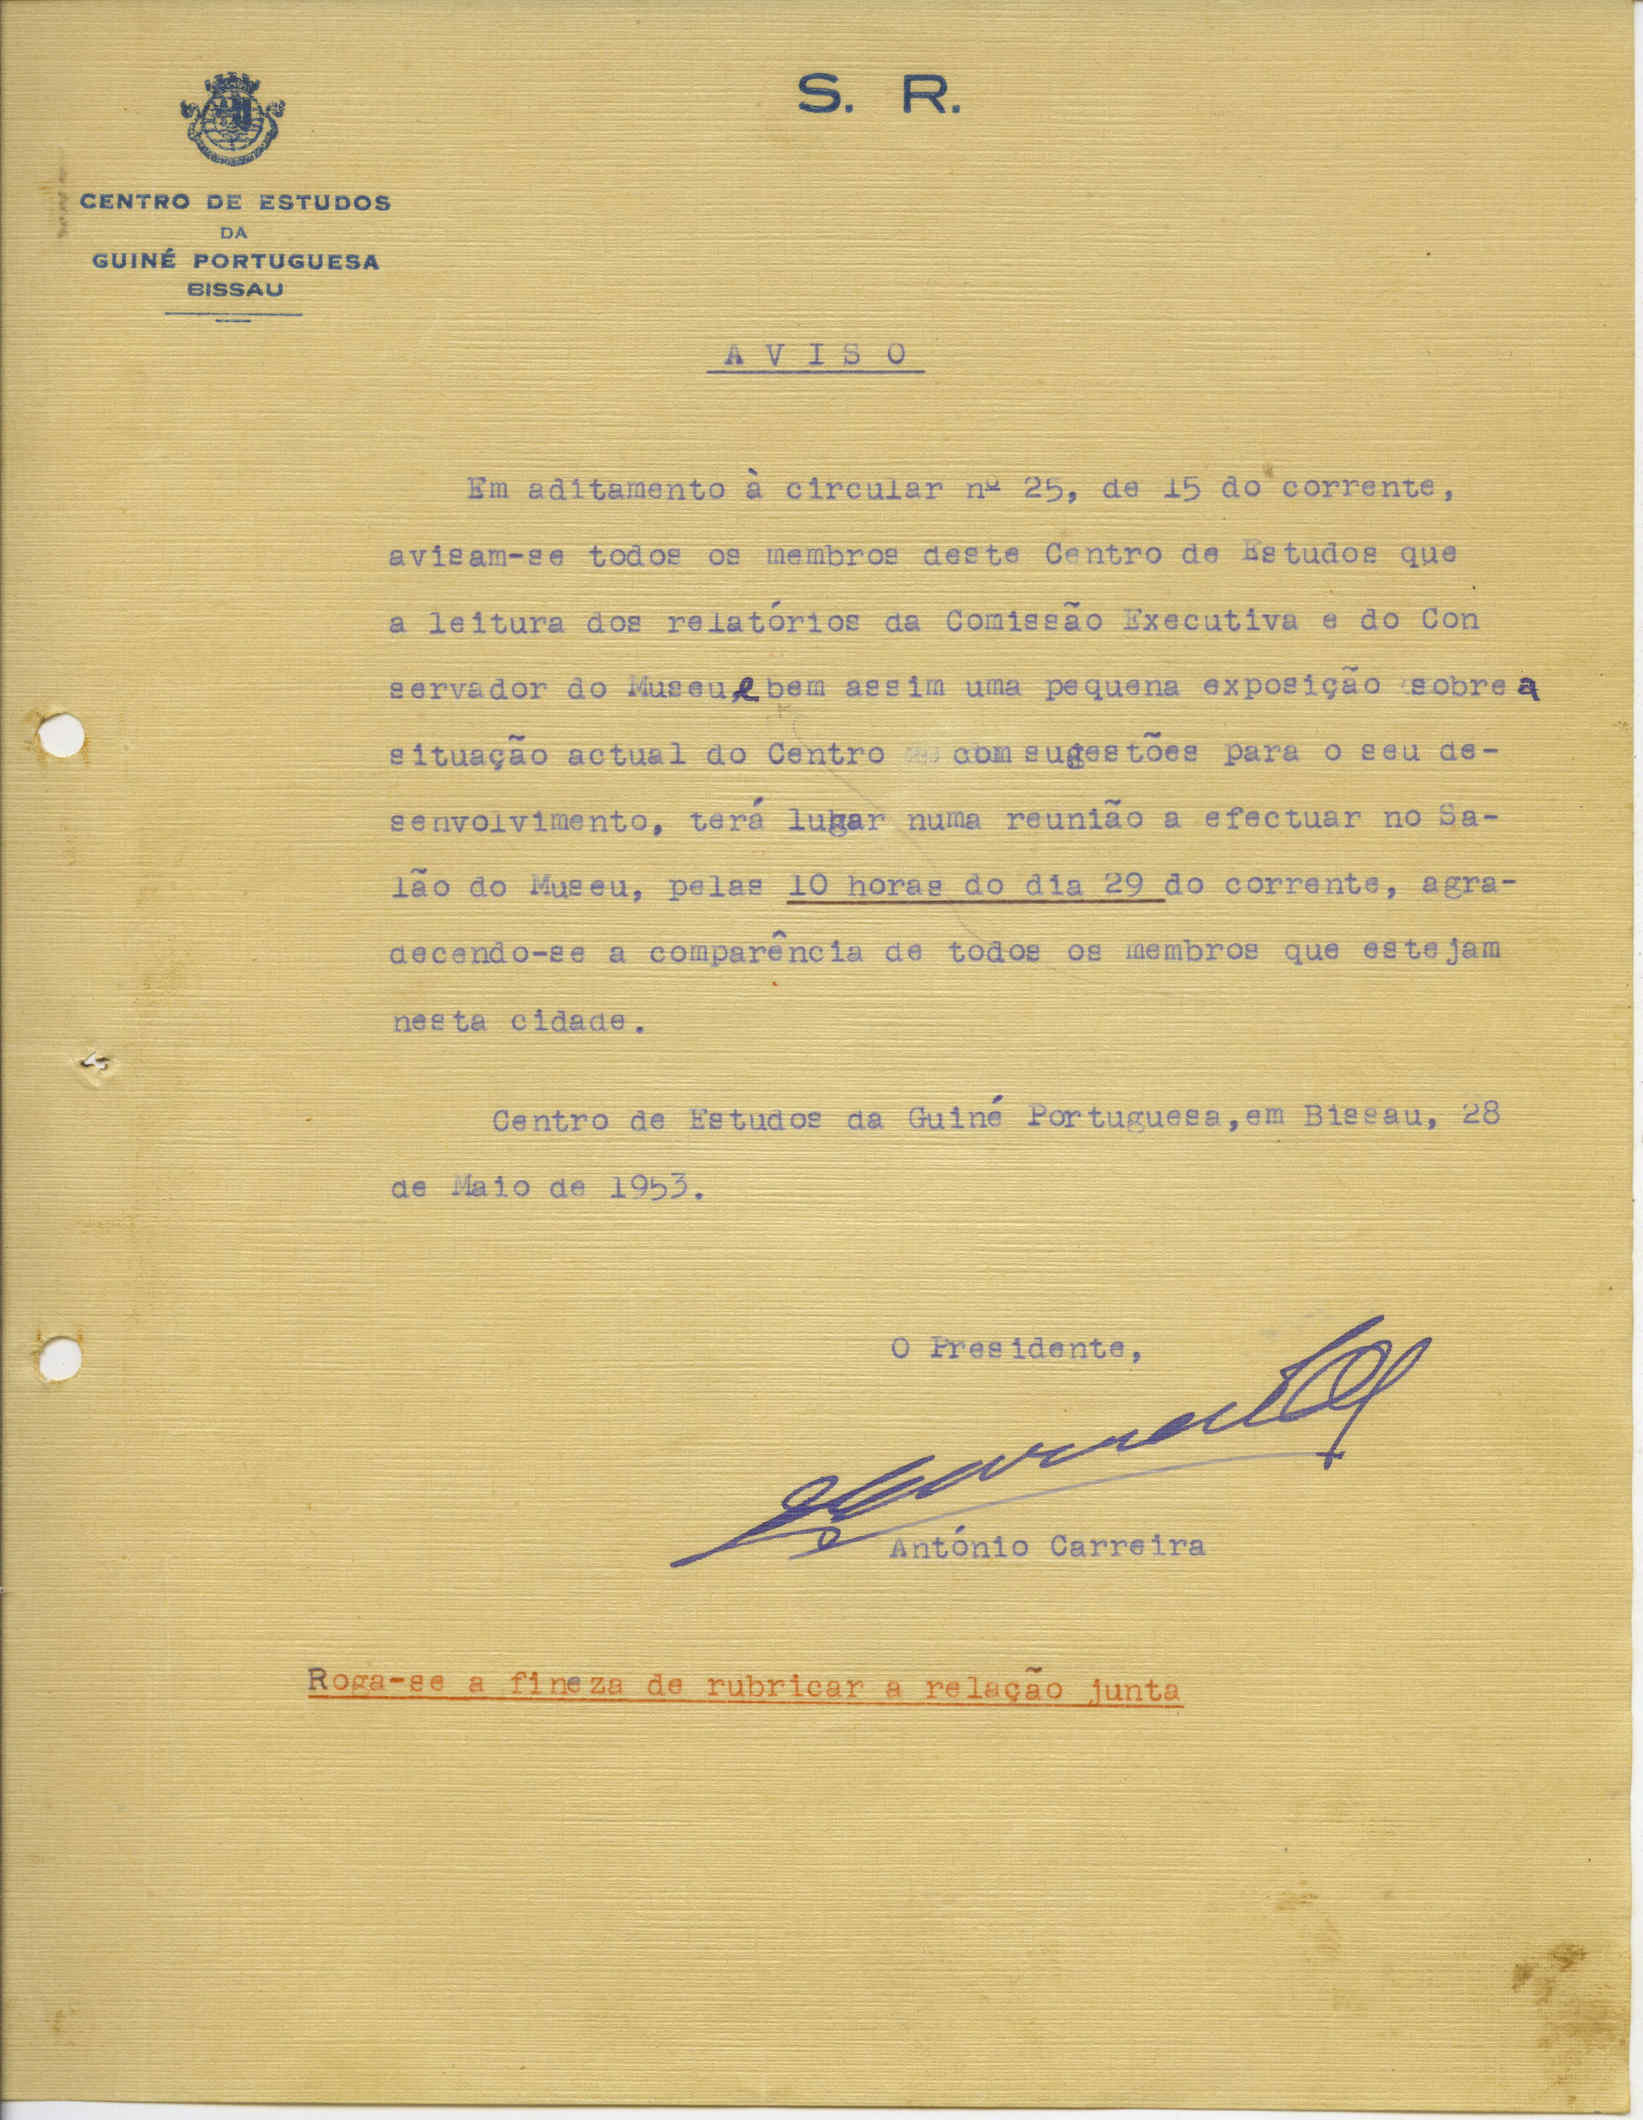 S. R.
CENTRO DE ESTUDOS
DA
GUINÉ PORTUGUESA
BISSAU
A V I S O
Em aditamento à circular nº 25, de 15 do corrente,
avisam-se todos os membros deste Centro de Estudos que
a leitura dos relatórios da Comissão Executiva e do Con
servador do Museu e bem assim uma pequena exposição sobre a
situação actual do Centro com sugestões para o seu de-
senvolvimento, terá lugar numa reunião a efectuar no Sa-
lão do Museu, pelas 10 horas do dia 29 do corrente, agra-
decendo-se a comparência de todos os membros que estejam
nesta cidade.
Centro de Estudos da Guiné Portuguesa, em Bissau, 28
de Maio de 1953.
O Presidente,
António Carreira
Roga-se a fineza de rubricar a relação junta